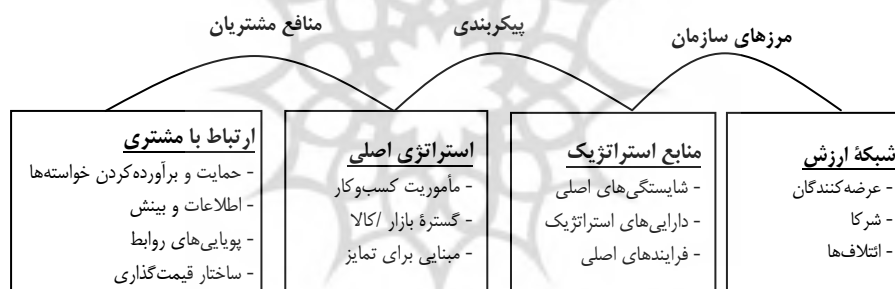 مرزهای سازمان
پیکربندی
منافع مشتریان
شبکۀ ارزش
- عرضه‌کنندگان
- شرکا
- ائتلاف‌ها
منابع استراتژیک
- شایستگی‌های اصلی
- دارایی‌های استراتژیک
- فرایندهای اصلی
استراتژی اصلی
- مأموریت کسب‌وکار
- گسترۀ بازار /کالا
- مبنایی برای تمایز
ارتباط با مشتری
- حمایت و برآورده‌کردن خواسته‌ها
- اطلاعات و بینش
- پویایی‌های روابط
- ساختار قیمت‌گذاری